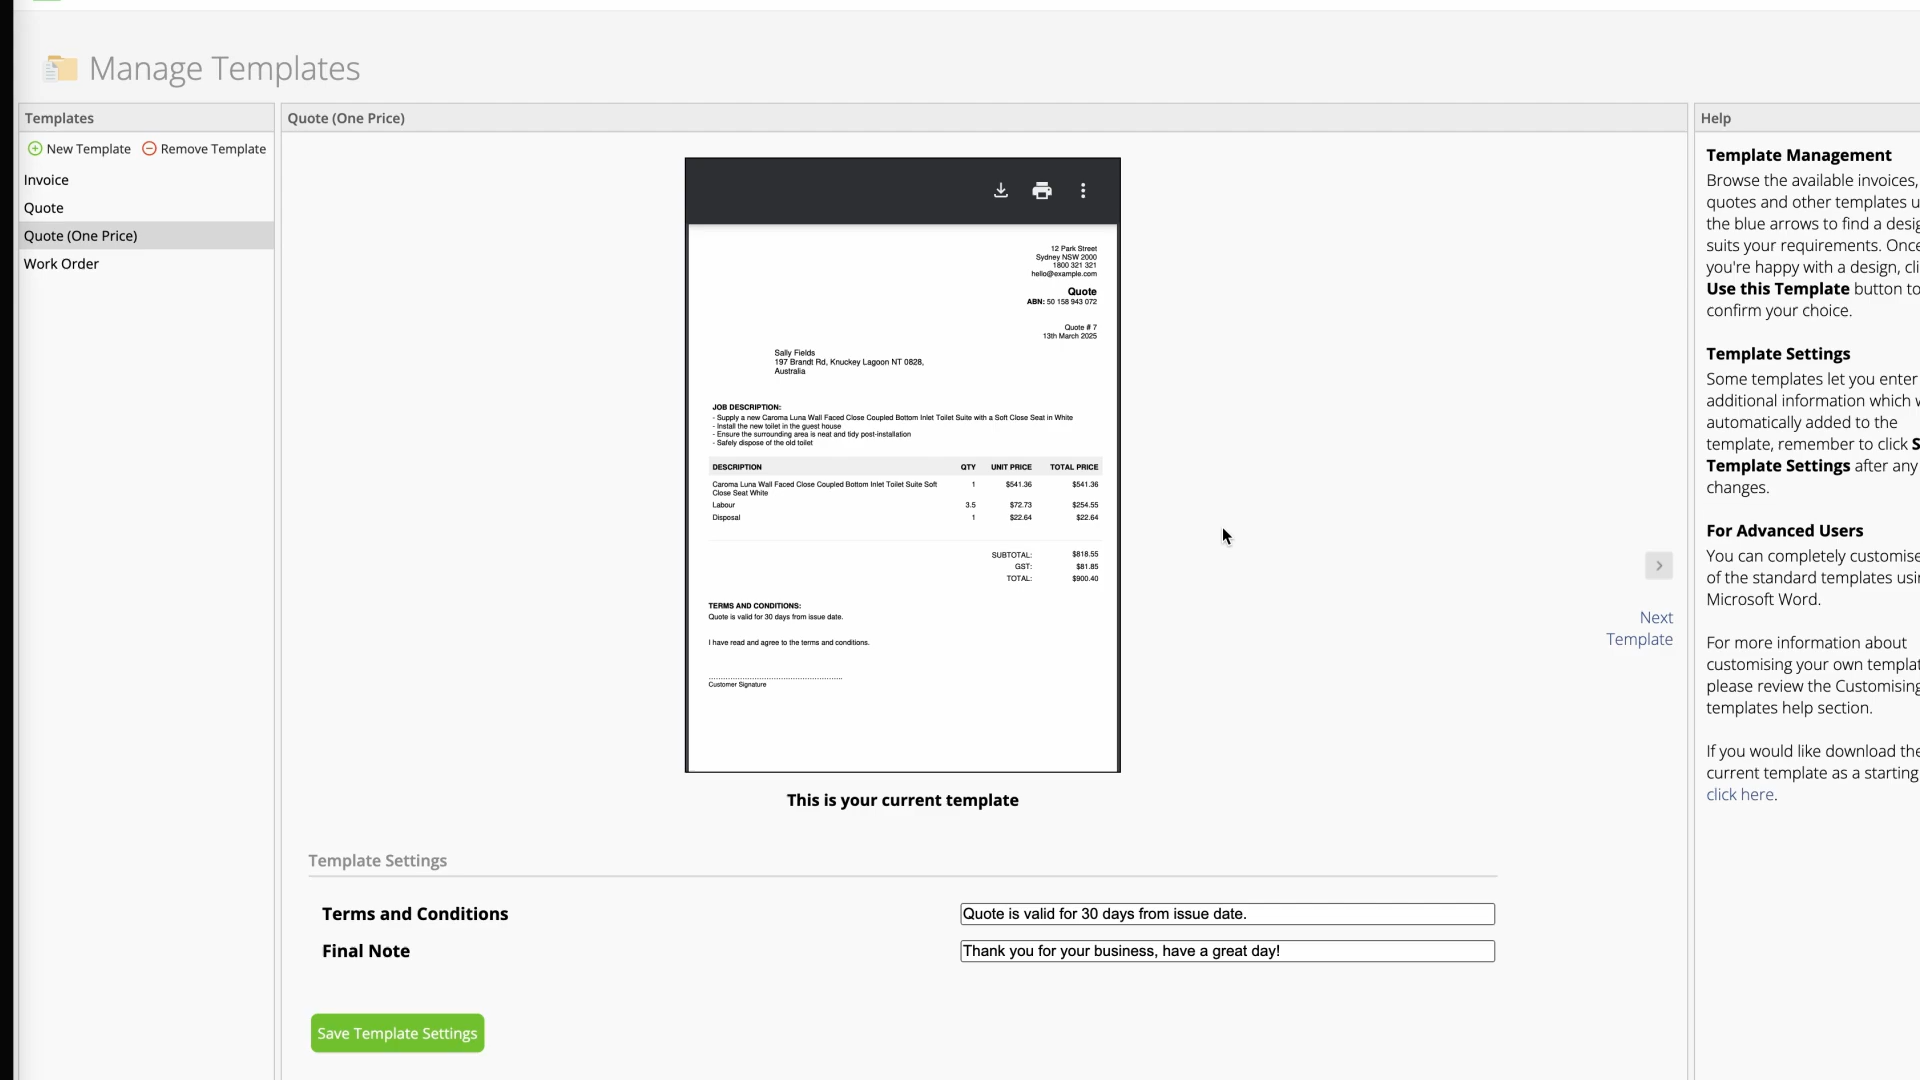 Manage Templates
Templates
New Template Remove Template
Invoice
Quote
Quote (One Price)
Work Order
Quote (One Price)
12 Park Street
Sydney NSW 2000
1800 321 321
hello@example.com
Quote
ABN: 50 158 943 072
Quote # 7
13th March 2025
Sally Fields
197 Brandt Rd, Knuckey Lagoon NT 0828,
Australia
JOB DESCRIPTION:
- Supply a new Caroma Luna Wall Faced Close Coupled Bottom Inlet Toilet Suite with a Soft Close Seat in White
- Install the new toilet in the guest house
- Ensure the surrounding area is neat and tidy post-installation
- Safely dispose of the old toilet
DESCRIPTION QTY UNIT PRICE TOTAL PRICE
Caroma Luna Wall Faced Close Coupled Bottom Inlet Toilet Suite Soft 1 $541.36 $541.36
Close Seat White
Labour 3.5 $72.73 $254.55
Disposal 1 $22.64 $22.64
SUBTOTAL: $818.55
GST: $81.85
TOTAL: $900.40
TERMS AND CONDITIONS:
Quote is valid for 30 days from issue date.
I have read and agree to the terms and conditions.
Customer Signature
This is your current template
Next
Template
Template Settings
Terms and Conditions Quote is valid for 30 days from issue date.
Final Note Thank you for your business, have a great day!
Save Template Settings
Help
Template Management
Browse the available invoices,
quotes and other templates u
the blue arrows to find a desig
suits your requirements. Once
you're happy with a design, cli
Use this Template button to
confirm your choice.
Template Settings
Some templates let you enter
additional information which w
automatically added to the
template, remember to click S
Template Settings after any
changes.
For Advanced Users
You can completely customise
of the standard templates usin
Microsoft Word.
For more information about
customising your own templat
please review the Customising
templates help section.
If you would like download the
current template as a starting
click here.